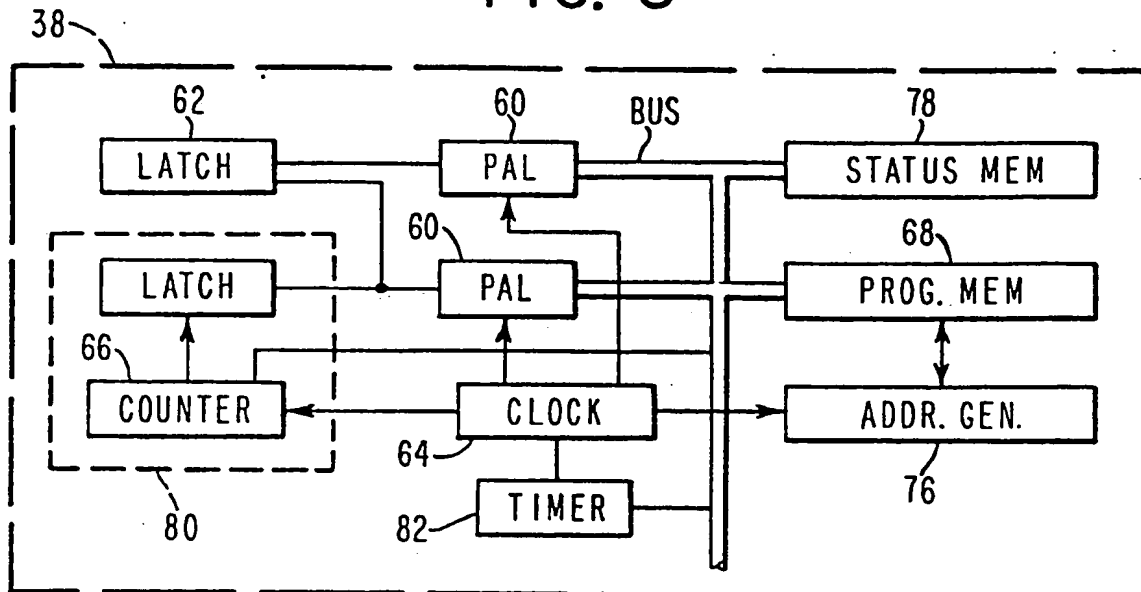 38
62
60
BUS
78
LATCH
PAL
STATUS MEM
60
68
LATCH
PAL
PROG. MEM
66
COUNTER
CLOCK
ADDR. GEN.
64
76
80
82
TIMER